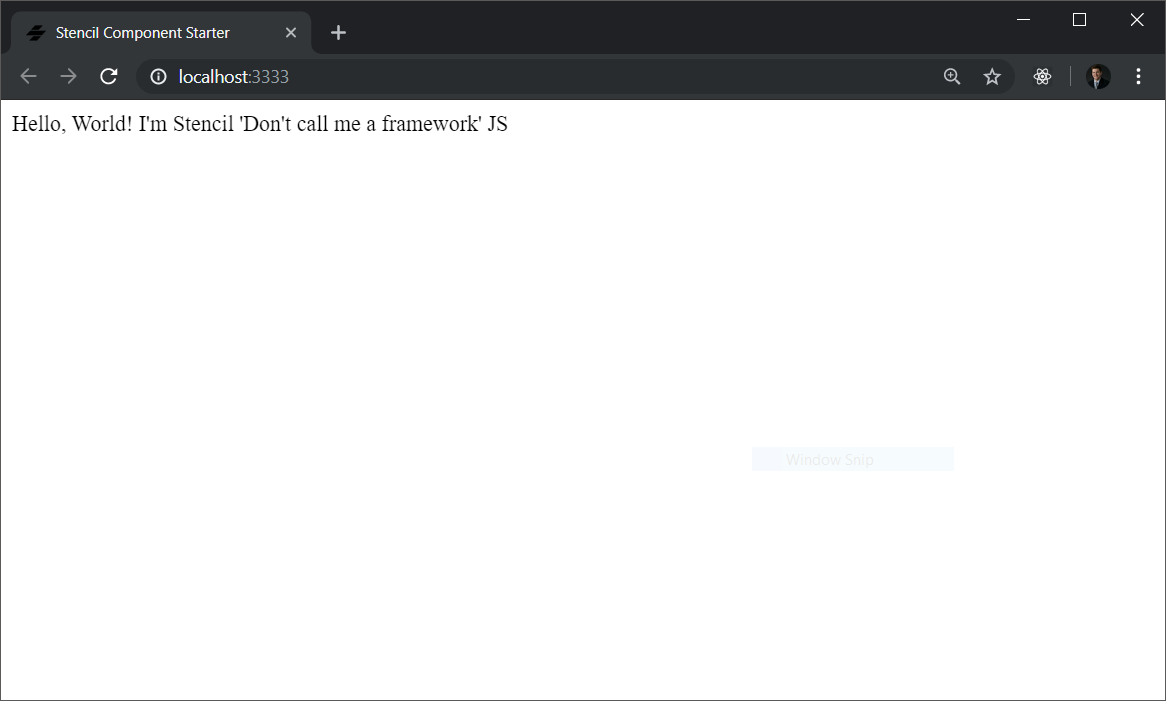 Stencil Component Starter
localhost:3333
Hello, World! I'm Stencil 'Don't call me a framework' JS
Window Snip